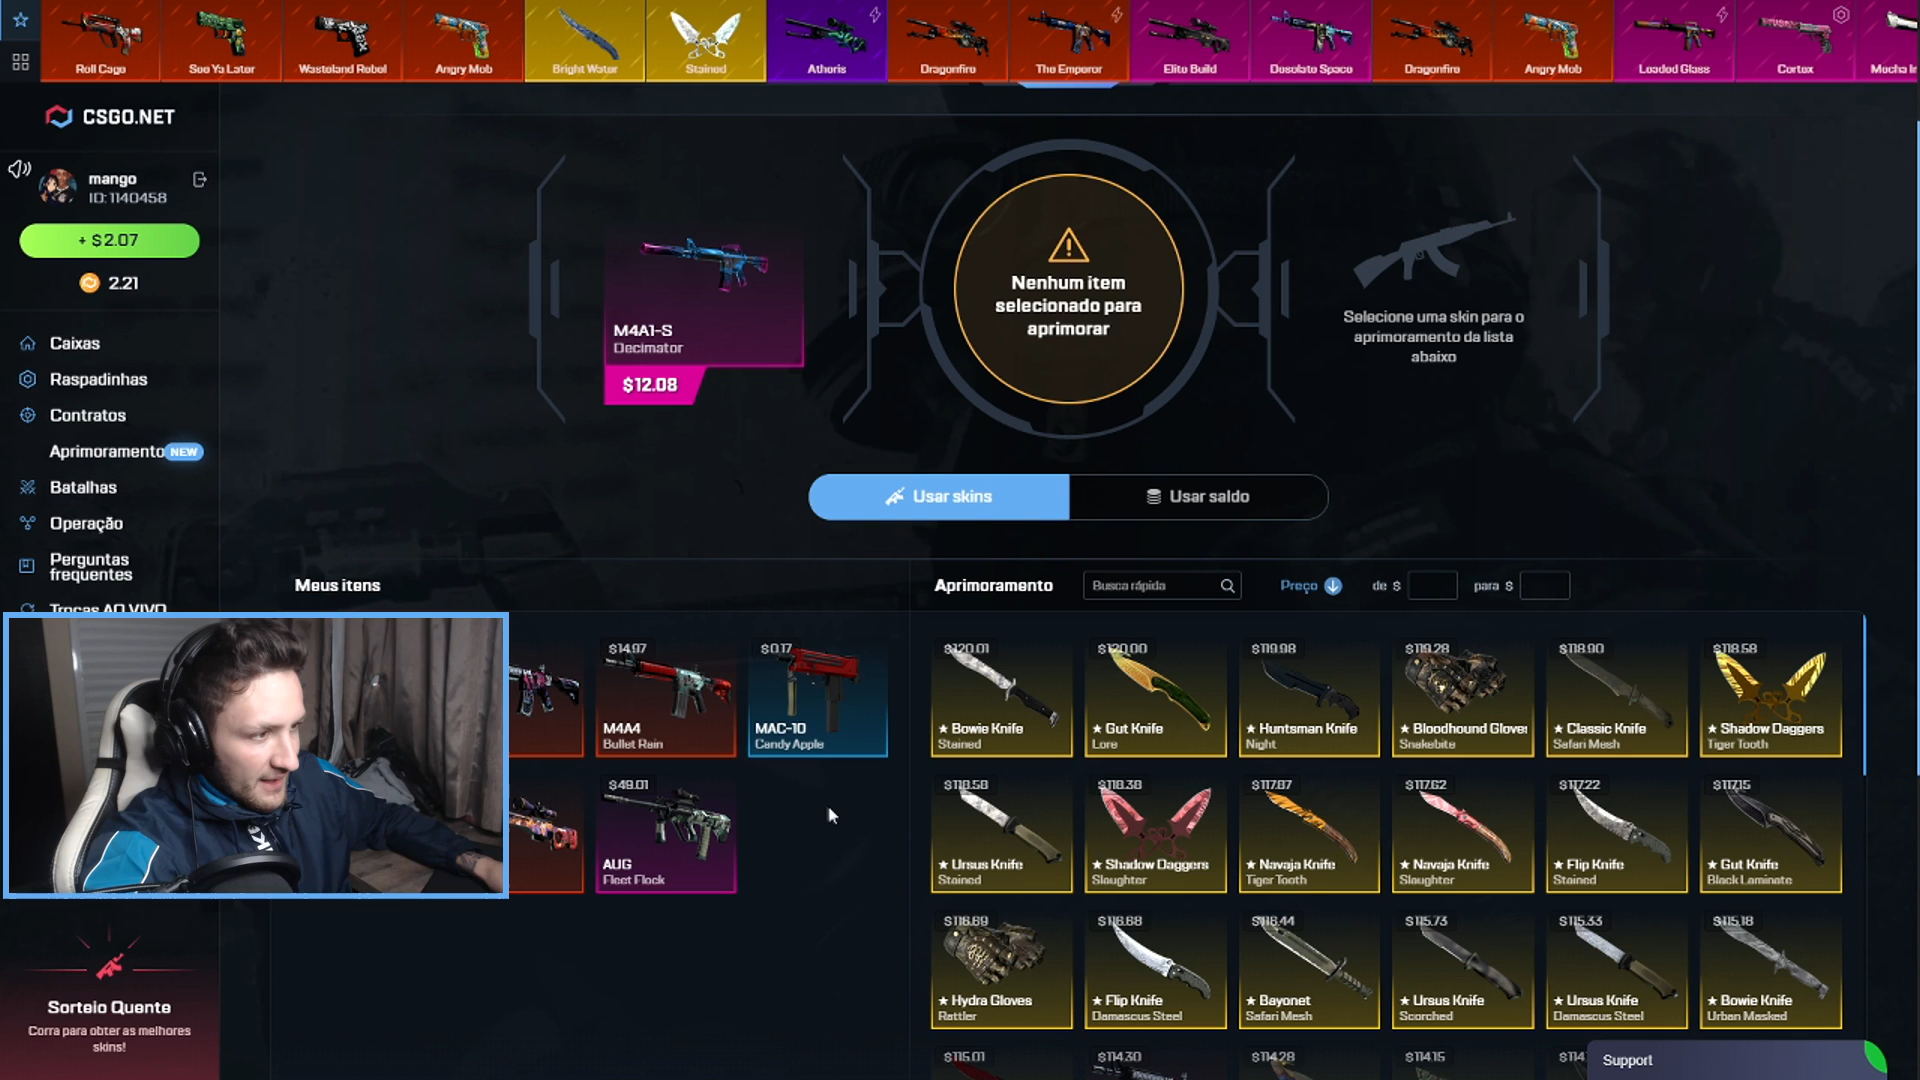 Roll Cage
See Ya Later
Wasteland Rebel
Angry Mob
Bright Water
Stained
Atheris
Dragonfire
The Emperor
Elite Build
Desolate Space
Dragonfire
Angry Mob
Leaded Glass
Cortex
Mecha In
CSGO.NET
mango
ID: 1140458
+ $ 2.07
2.21
Caixas
Raspadinhas
Contratos
Aprimoramento NEW
Batalhas
Operação
Perguntas
frequentes
Trocas AO VIVO
Sorteio Quente
Corra para obter as melhores
skins!
M4A1-S
Decimator
$12.08
Nenhum item
selecionado para
aprimorar
Selecione uma skin para o
aprimoramento da lista
abaixo
Usar skins
Usar saldo
Meus itens
$14.97
M4A4
Bullet Rain
$0.17
MAC-10
Candy Apple
$49.01
AUG
Fleet Flock
Aprimoramento
Busca rápida
Preço
de $
para $
$120.01
★ Bowie Knife
Stained
$120.00
★ Gut Knife
Lore
$119.98
★ Huntsman Knife
Night
$119.28
★ Bloodhound Gloves
Snakebite
$118.90
★ Classic Knife
Safari Mesh
$118.58
★ Shadow Daggers
Tiger Tooth
$118.58
★ Ursus Knife
Stained
$118.38
★ Shadow Daggers
Slaughter
$117.87
★ Navaja Knife
Tiger Tooth
$117.62
★ Navaja Knife
Slaughter
$117.22
★ Flip Knife
Stained
$117.15
★ Gut Knife
Black Laminate
$116.69
★ Hydra Gloves
Rattler
$116.68
★ Flip Knife
Damascus Steel
$116.44
★ Bayonet
Safari Mesh
$115.73
★ Ursus Knife
Scorched
$115.33
★ Ursus Knife
Damascus Steel
$115.18
★ Bowie Knife
Urban Masked
$115.01
$114.30
$114.28
$114.15
$114
Support